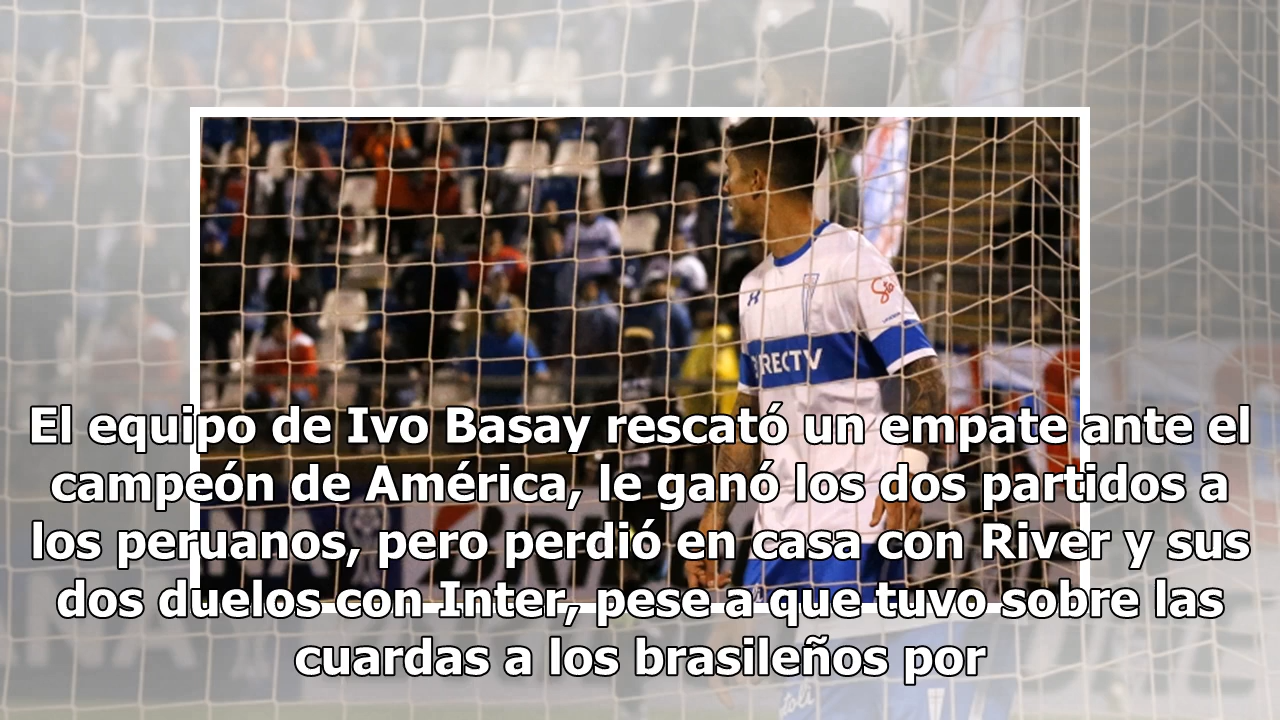 DIRECTV
El equipo de Ivo Basay rescató un empate ante el
campeón de América, le ganó los dos partidos a
los peruanos, pero perdió en casa con River y sus
dos duelos con Inter, pese a que tuvo sobre las
cuardas a los brasileños por